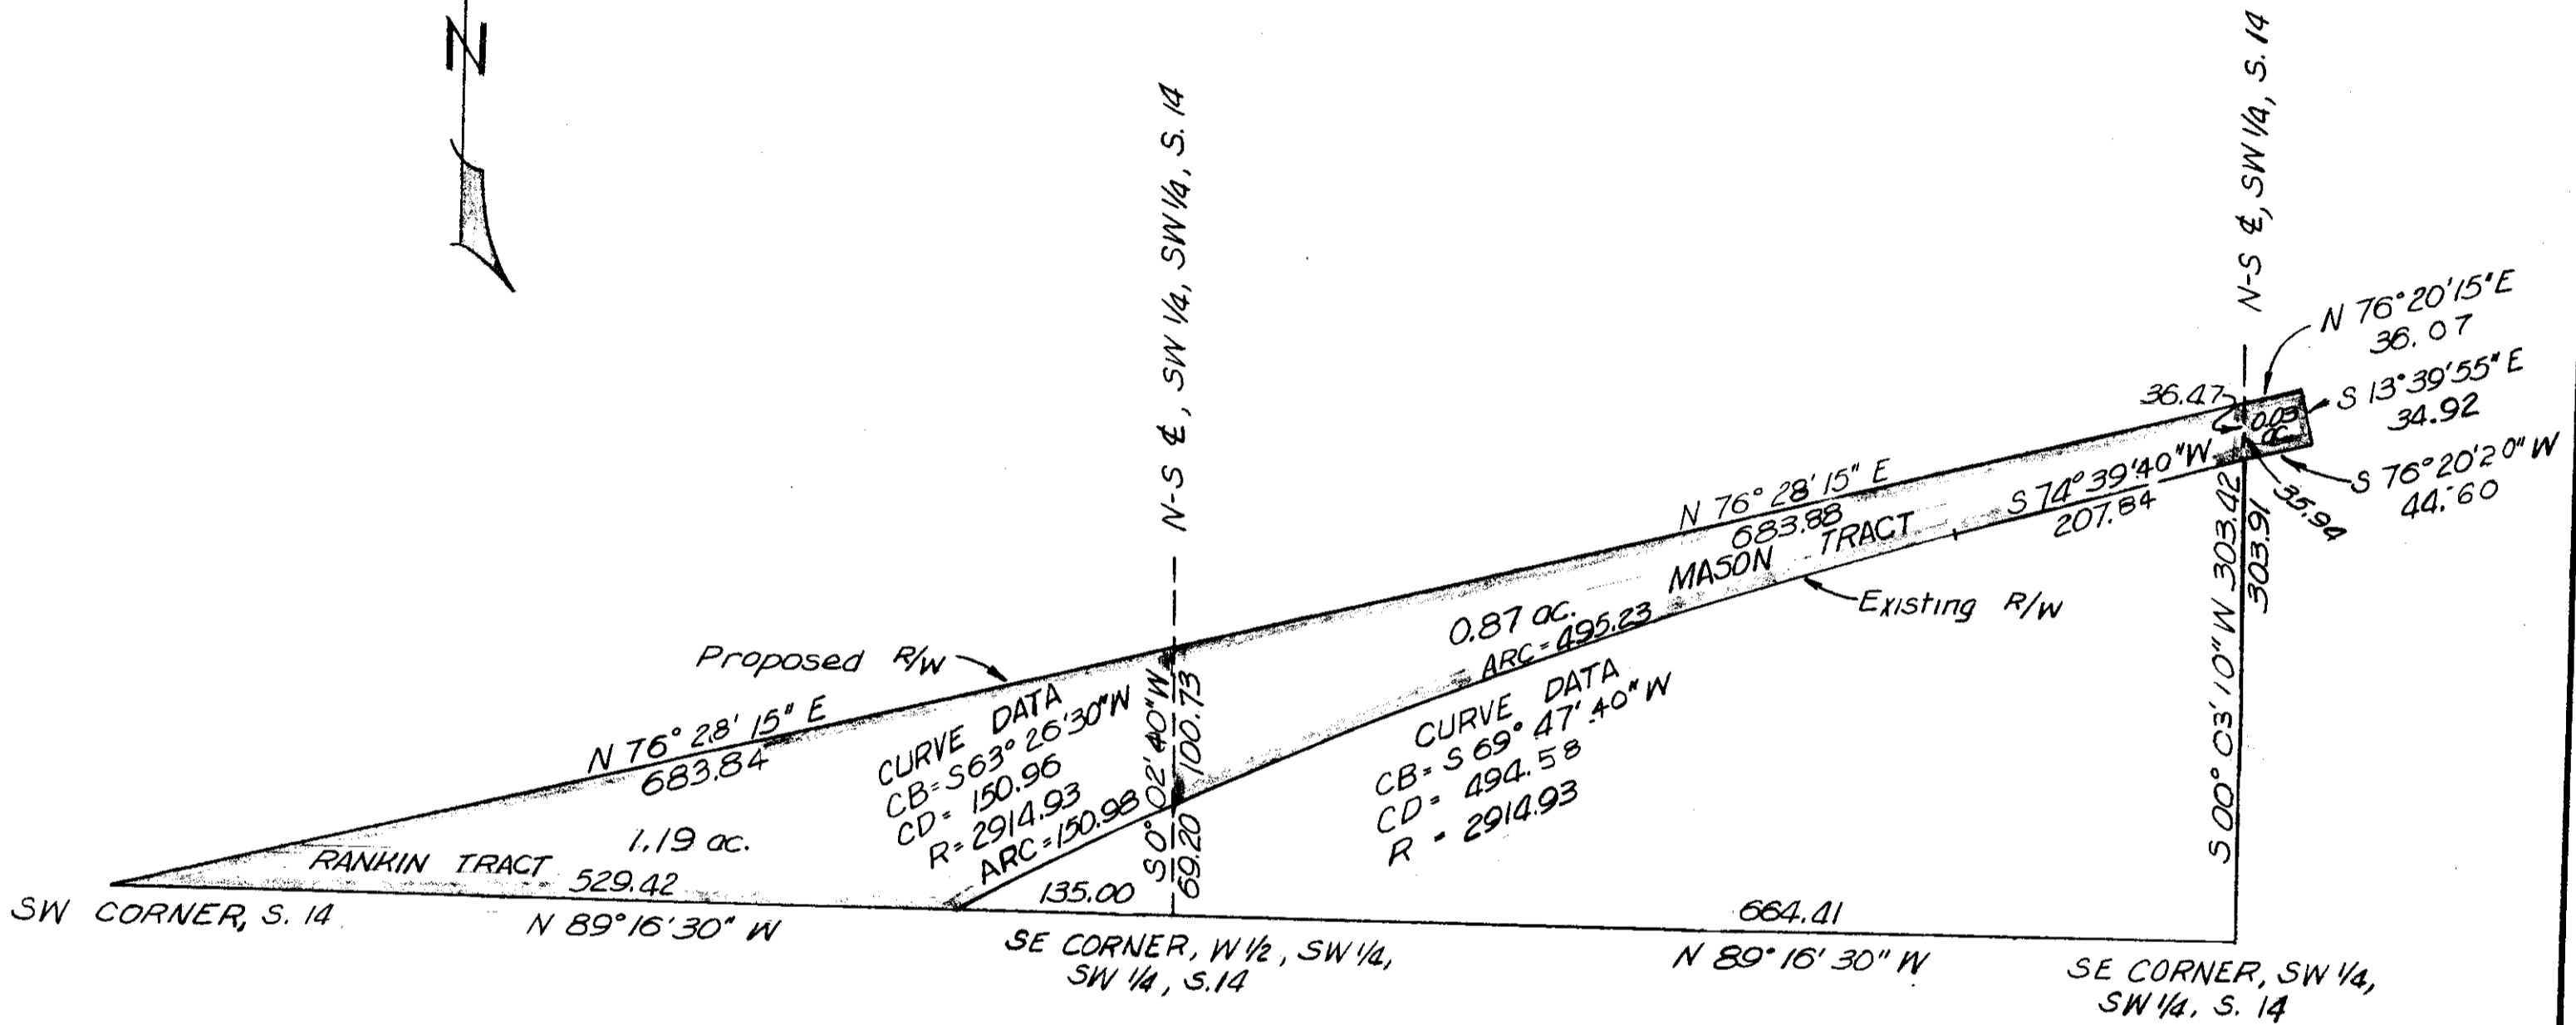 N
N-S ℄, SW 1/4, SW 1/4, S. 14
N-S ℄, SW 1/4, S. 14
N 76° 20' 15" E
36.07
S 13° 39' 55" E
34.92
S 76° 20' 20" W
44.60
35.94
36.47
0.03
ac.
S 74° 39' 40" W
207.84
N 76° 28' 15" E
683.88
MASON TRACT
0.87 ac.
ARC = 495.23
Existing R/W
CURVE DATA
CB = S 69° 47' 40" W
CD = 494.58
R = 2914.93
S 00° 03' 10" W 303.42
303.91
Proposed R/W
N 76° 28' 15" E
683.84
CURVE DATA
CB = S 63° 26' 30" W
CD = 150.96
R = 2914.93
ARC = 150.98
S 0° 02' 40" W
69.20 100.73
1.19 ac.
RANKIN TRACT 529.42
135.00
664.41
SW CORNER, S. 14
N 89° 16' 30" W
SE CORNER, W 1/2, SW 1/4,
SW 1/4, S. 14
N 89° 16' 30" W
SE CORNER, SW 1/4,
SW 1/4, S. 14